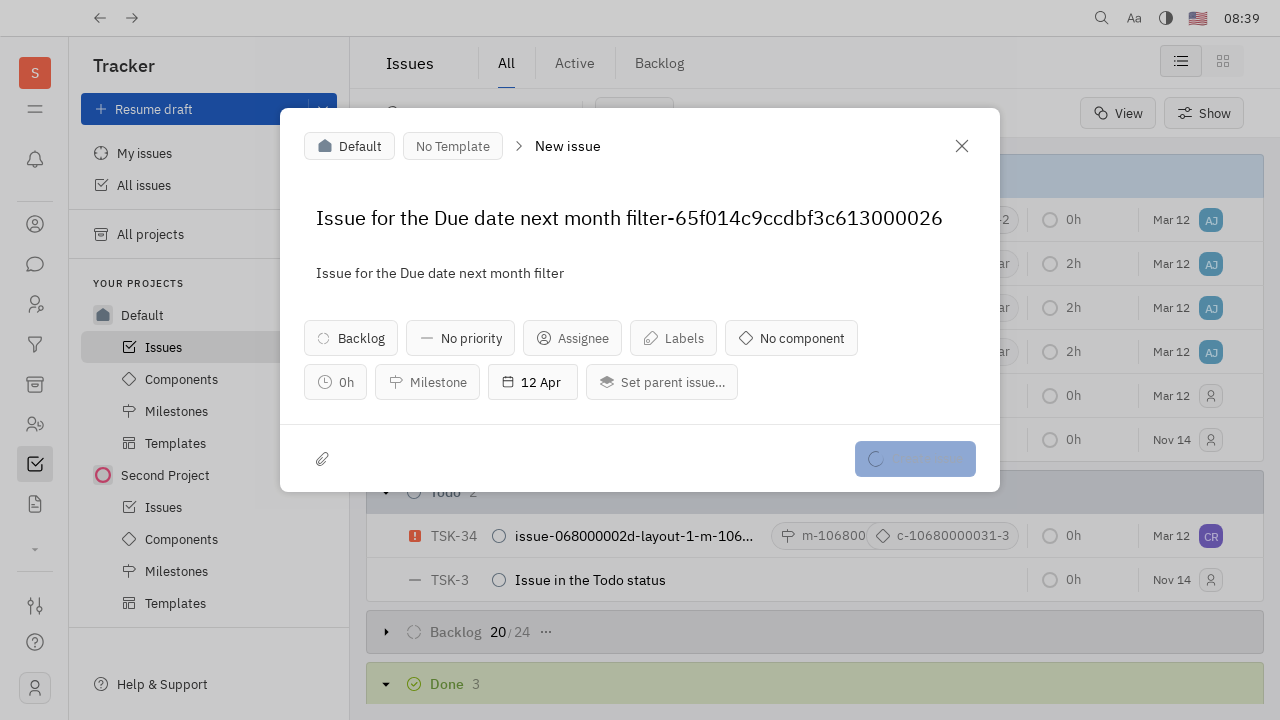 Aa
08:39
S
Tracker
Resume draft
My issues
All issues
All projects
YOUR PROJECTS
Default
Issues
Components
Milestones
Templates
Second Project
Issues
Components
Milestones
Templates
Help & Support
Issues
All
Active
Backlog
View
Show
Default
No Template
New issue
Issue for the Due date next month filter-65f014c9ccdbf3c613000026
Issue for the Due date next month filter
Backlog
No priority
Assignee
Labels
No component
0h
Milestone
12 Apr
Set parent issue…
-2 0h Mar 12 AJ
ar 2h Mar 12 AJ
ar 2h Mar 12 AJ
2h Mar 12 AJ
0h Mar 12
0h Nov 14
Todo 2
TSK-34 issue-068000002d-layout-1-m-106... m-106800 c-10680000031-3 0h Mar 12 CR
TSK-3 Issue in the Todo status 0h Nov 14
Backlog 20 / 24 ...
Done 3